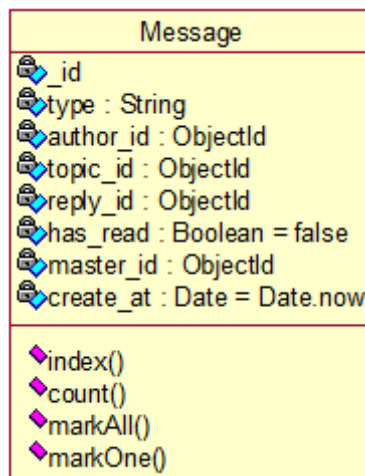 Message
_id
type : String
author_id : ObjectId
topic_id : ObjectId
reply_id : ObjectId
has_read : Boolean = false
master_id : ObjectId
create_at : Date = Date.now
index()
count()
markAll()
markOne()